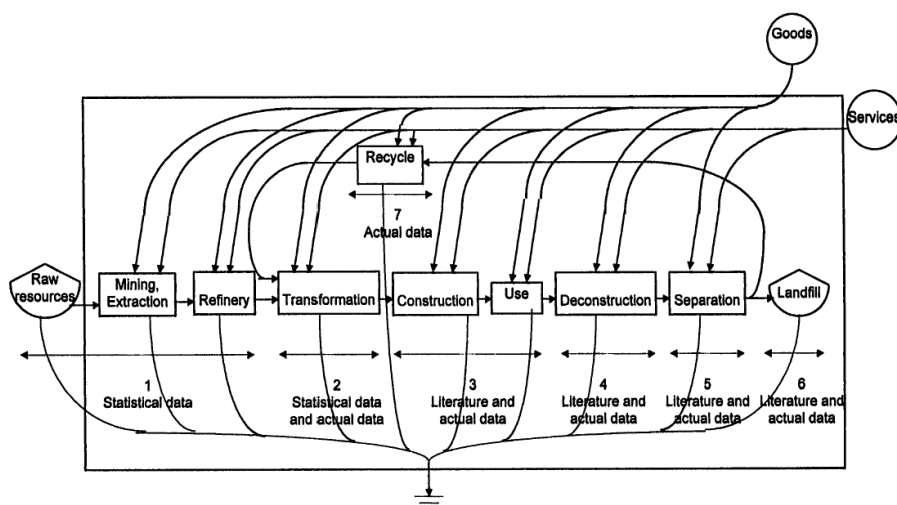 Goods
Services
Recycle
7
Actual data
Raw
resources
Mining,
Extraction
Refinery
Transformation
Construction
Use
Deconstruction
Separation
Landfill
1
Statistical data
2
Statistical data
and actual data
3
Literature and
actual data
4
Literature and
actual data
5
Literature and
actual data
6
Literature and
actual data